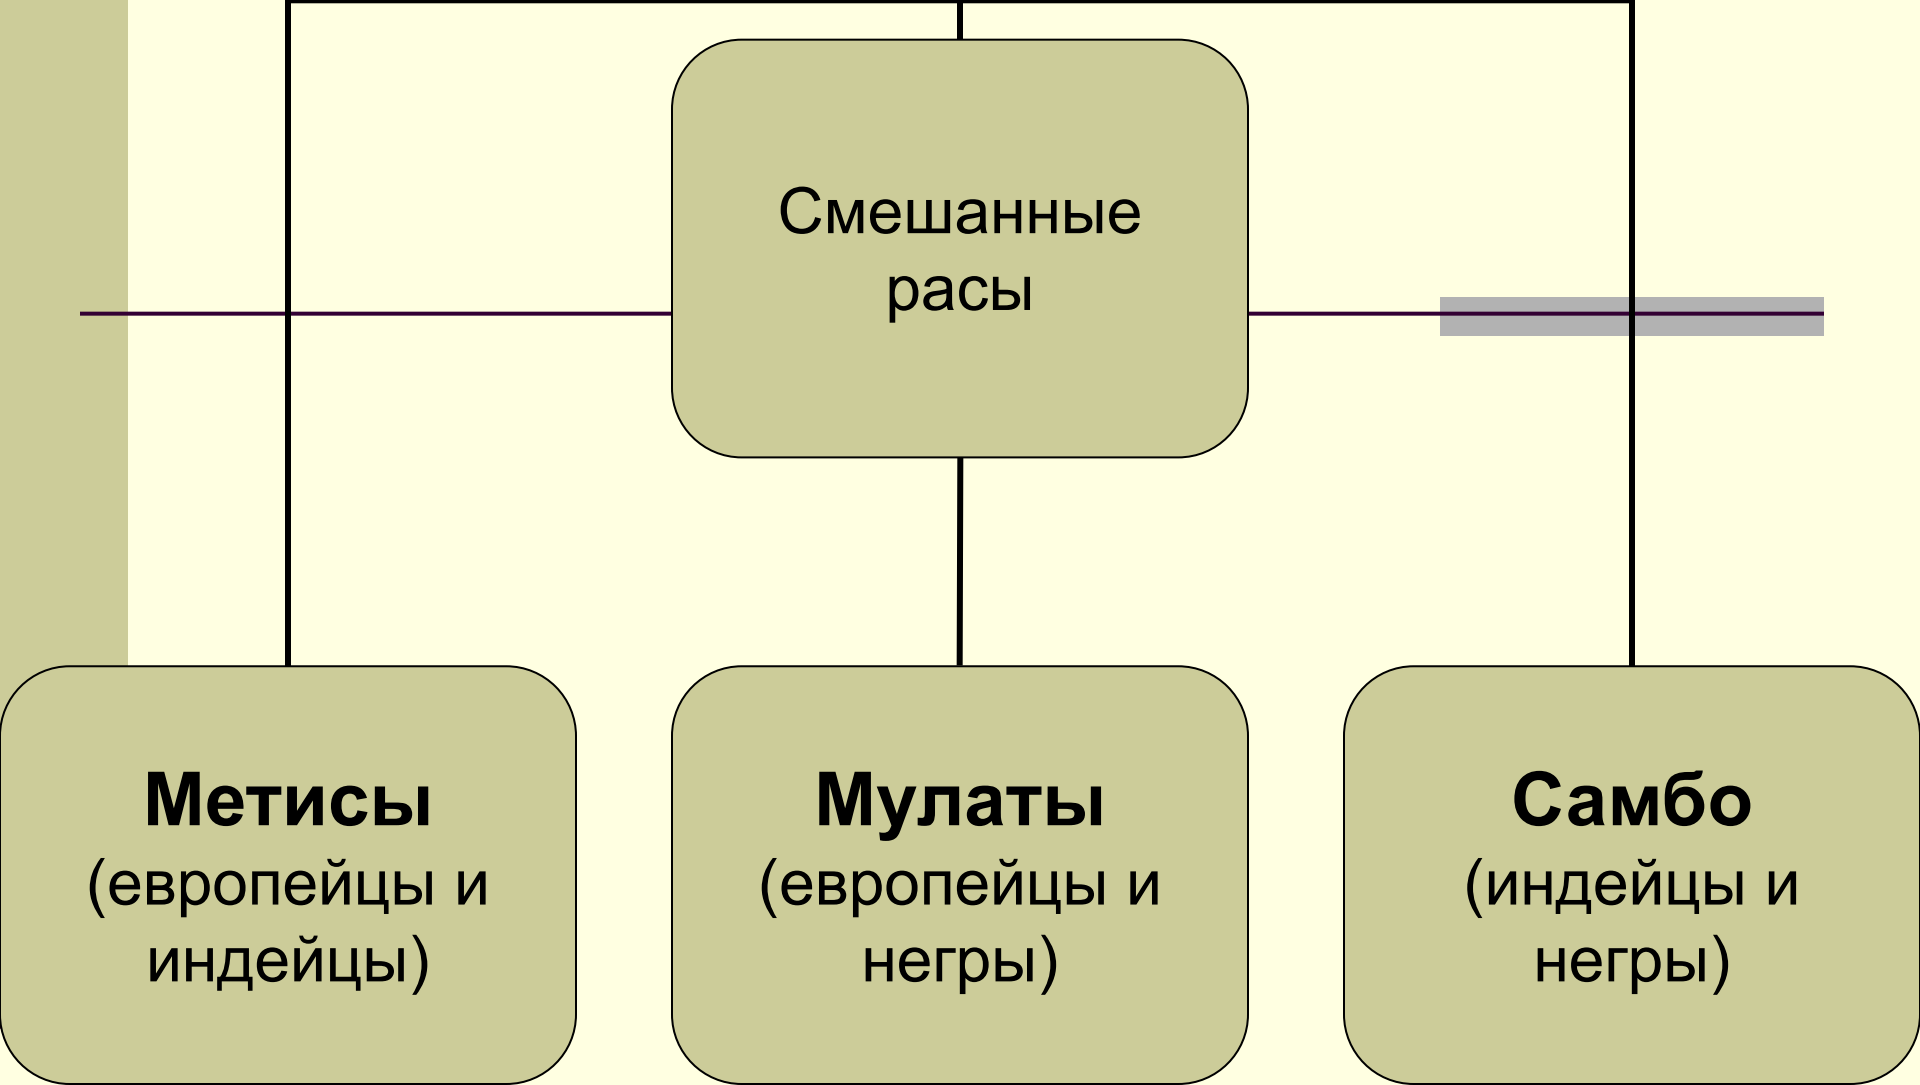 Смешанные
расы
Метисы
(европейцы и
индейцы)
Мулаты
(европейцы и
негры)
Самбо
(индейцы и
негры)